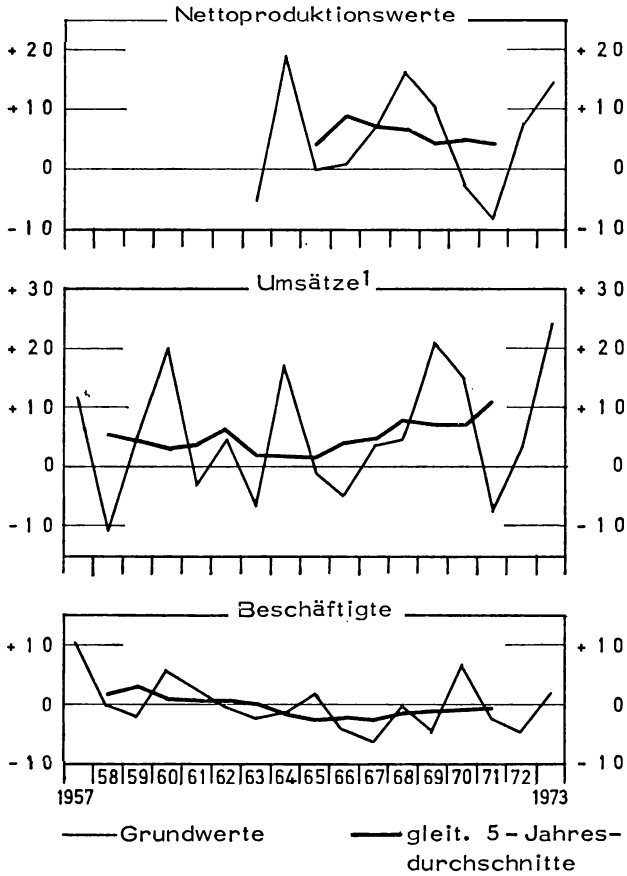 Nettoproduktionswerte
+ 20 + 20
+ 10 + 10
0 0
- 10 - 10
Umsätze1
+ 30 + 30
+ 20 + 20
+ 10 + 10
0 0
- 10 - 10
Beschäftigte
+ 10 + 10
0 0
- 10 - 10
58 59 60 61 62 63 64 65 66 67 68 69 70 71 72
1957 1973
Grundwerte gleit. 5-Jahres-
durchschnitte